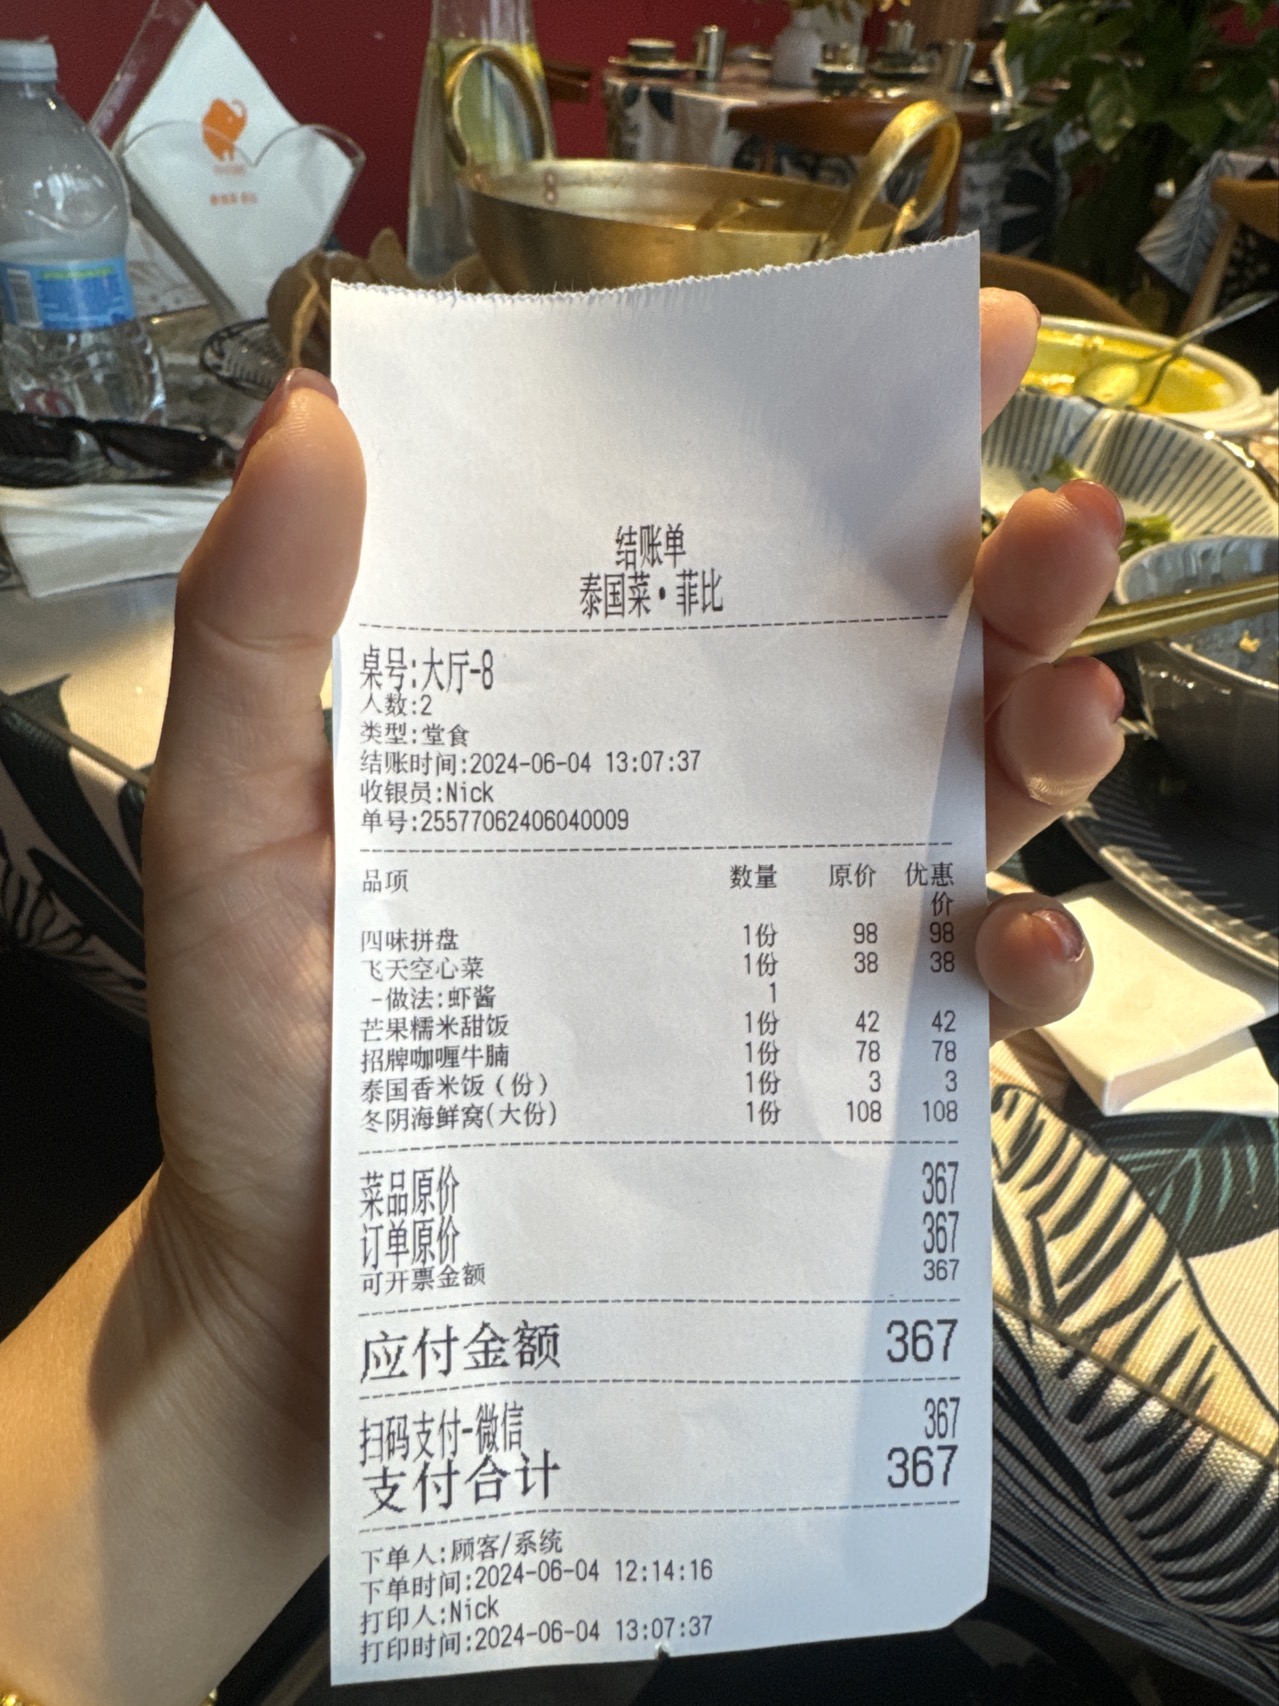 结账单
泰国菜·菲比
桌号:大厅-8
人数:2
类型:堂食
结账时间:2024-06-04 13:07:37
收银员:Nick
单号:25577062406040009
品项 数量 原价 优惠价
四味拼盘 1份 98 98
飞天空心菜 1份 38 38
-做法:虾酱 1
芒果糯米甜饭 1份 42 42
招牌咖喱牛腩 1份 78 78
泰国香米饭（份） 1份 3 3
冬阴海鲜窝(大份) 1份 108 108
菜品原价 367
订单原价 367
可开票金额 367
应付金额 367
扫码支付-微信 367
支付合计 367
下单人:顾客/系统
下单时间:2024-06-04 12:14:16
打印人:Nick
打印时间:2024-06-04 13:07:37